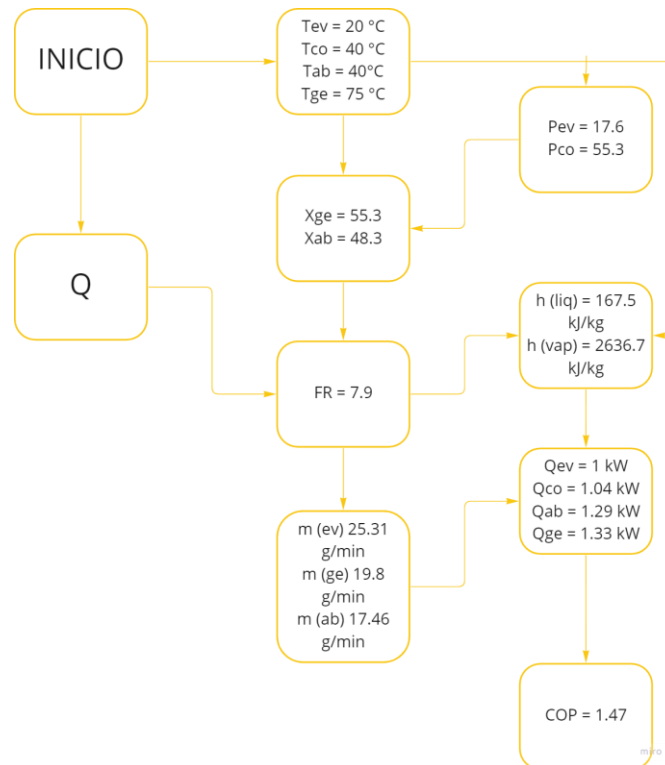 INICIO
Tev = 20 °C
Tco = 40 °C
Tab = 40°C
Tge = 75 °C
Pev = 17.6
Pco = 55.3
Xge = 55.3
Xab = 48.3
Q
h (liq) = 167.5
kJ/kg
h (vap) = 2636.7
kJ/kg
FR = 7.9
Qev = 1 kW
Qco = 1.04 kW
Qab = 1.29 kW
Qge = 1.33 kW
m (ev) 25.31
g/min
m (ge) 19.8
g/min
m (ab) 17.46
g/min
COP = 1.47
miro